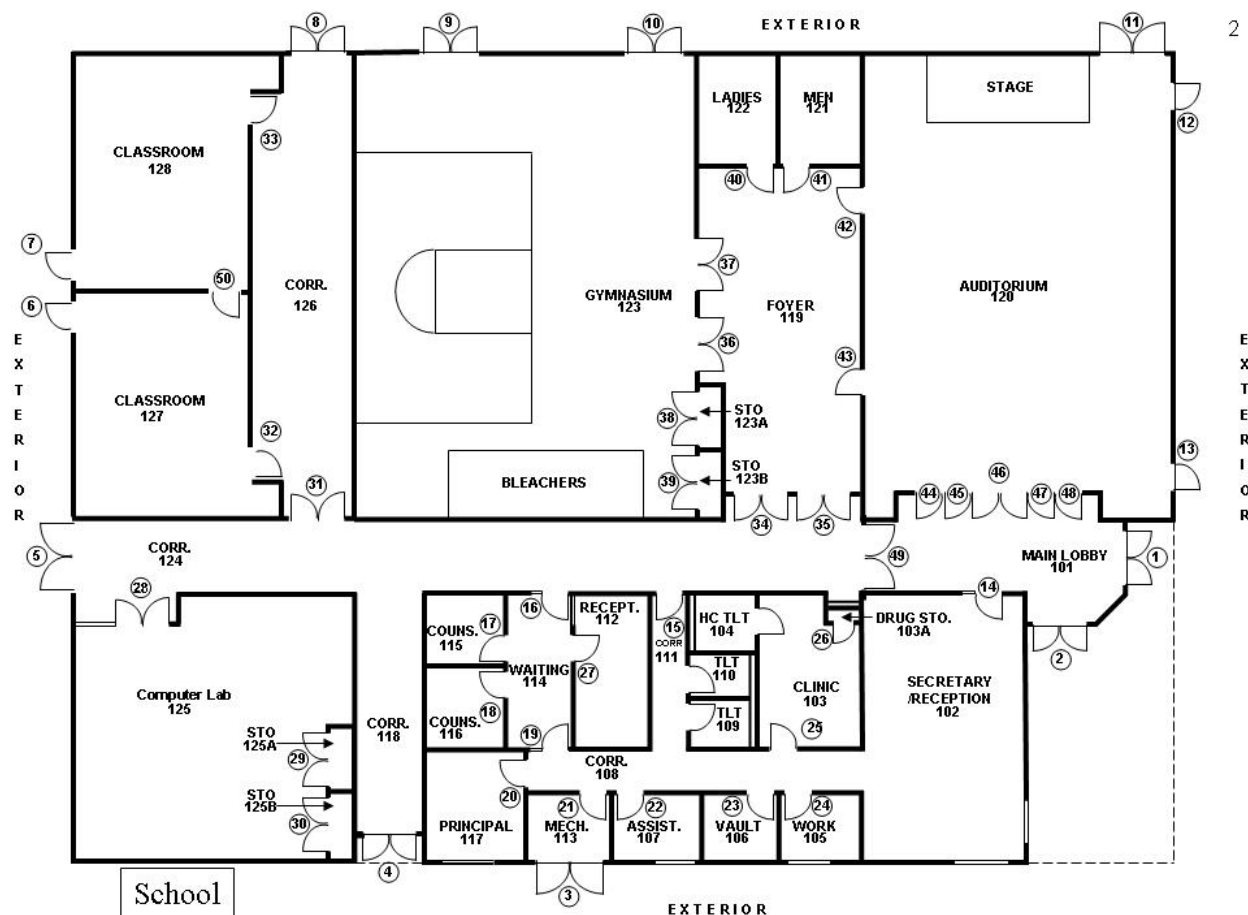 8
9
10
EXTERIOR
11
2
LADIES
122
MEN
121
STAGE
12
33
CLASSROOM
128
40
41
42
7
50
37
6
CORR.
126
GYMNASIUM
123
FOYER
119
AUDITORIUM
120
EXTERIOR
EXTERIOR
36
43
CLASSROOM
127
38
STO
123A
32
39
STO
123B
13
31
BLEACHERS
46
44
45
47
48
34
35
5
CORR.
124
49
MAIN LOBBY
101
1
28
16
RECEPT.
112
14
COUNS.
115
17
15
CORR
111
HC TLT
104
26
DRUG STO.
103A
2
WAITING
114
27
TLT
110
Computer Lab
125
CORR.
118
COUNS.
116
18
TLT
109
CLINIC
103
SECRETARY
/RECEPTION
102
25
STO
125A
29
19
CORR.
108
STO
125B
30
20
21
22
23
24
PRINCIPAL
117
MECH.
113
ASSIST.
107
VAULT
106
WORK
105
4
3
School
EXTERIOR